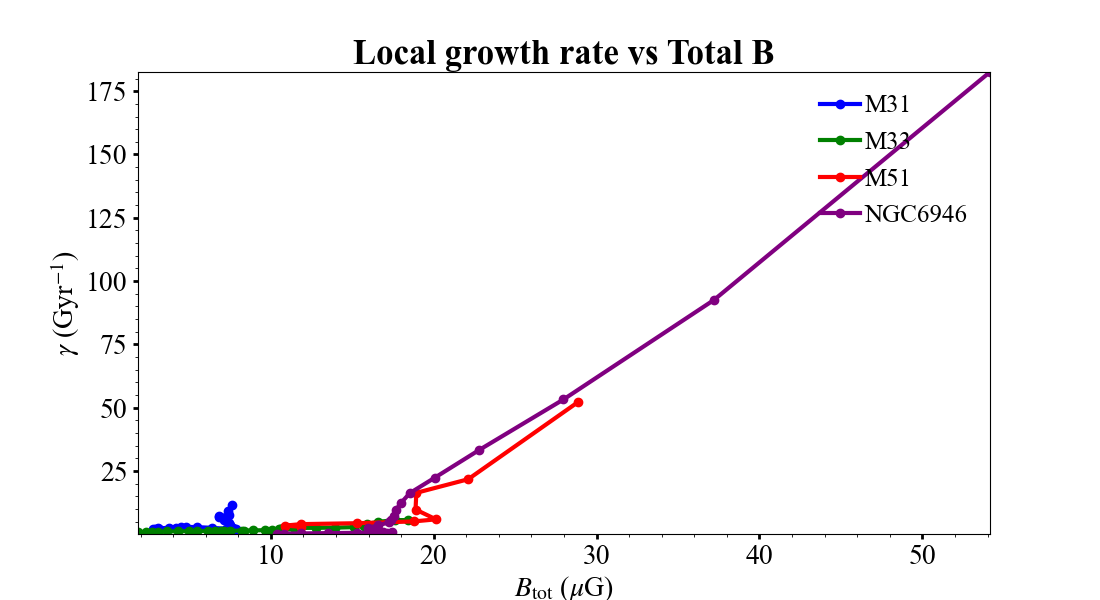 Local growth rate vs Total B
175
150
125
100
75
50
25
γ (Gyr⁻¹)
M31
M33
M51
NGC6946
10 20 30 40 50
B_tot (μG)